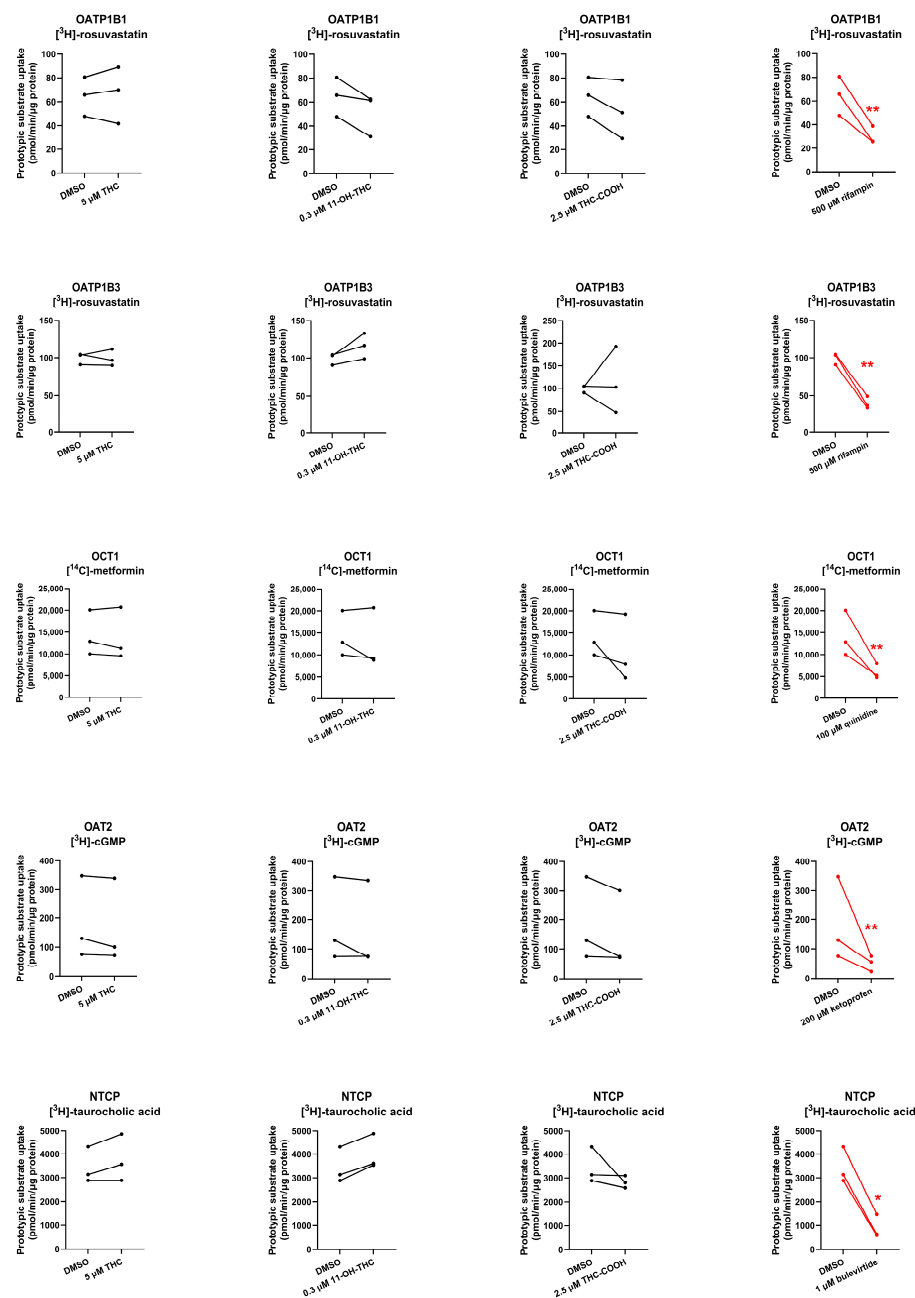 OATP1B1
[³H]-rosuvastatin
Prototypic substrate uptake
(pmol/min/µg protein)
100
80
60
40
20
0
DMSO
5 µM THC
OATP1B1
[³H]-rosuvastatin
Prototypic substrate uptake
(pmol/min/µg protein)
100
80
60
40
20
0
DMSO
0.3 µM 11-OH-THC
OATP1B1
[³H]-rosuvastatin
Prototypic substrate uptake
(pmol/min/µg protein)
100
80
60
40
20
0
DMSO
2.5 µM THC-COOH
OATP1B1
[³H]-rosuvastatin
Prototypic substrate uptake
(pmol/min/µg protein)
100
80
60
40
20
0
**
DMSO
500 µM rifampin
OATP1B3
[³H]-rosuvastatin
Prototypic substrate uptake
(pmol/min/µg protein)
150
100
50
0
DMSO
5 µM THC
OATP1B3
[³H]-rosuvastatin
Prototypic substrate uptake
(pmol/min/µg protein)
150
100
50
0
DMSO
0.3 µM 11-OH-THC
OATP1B3
[³H]-rosuvastatin
Prototypic substrate uptake
(pmol/min/µg protein)
250
200
150
100
50
0
DMSO
2.5 µM THC-COOH
OATP1B3
[³H]-rosuvastatin
Prototypic substrate uptake
(pmol/min/µg protein)
150
100
50
0
**
DMSO
500 µM rifampin
OCT1
[¹⁴C]-metformin
Prototypic substrate uptake
(pmol/min/µg protein)
25,000
20,000
15,000
10,000
5,000
0
DMSO
5 µM THC
OCT1
[¹⁴C]-metformin
Prototypic substrate uptake
(pmol/min/µg protein)
25,000
20,000
15,000
10,000
5,000
0
DMSO
0.3 µM 11-OH-THC
OCT1
[¹⁴C]-metformin
Prototypic substrate uptake
(pmol/min/µg protein)
25,000
20,000
15,000
10,000
5,000
0
DMSO
2.5 µM THC-COOH
OCT1
[¹⁴C]-metformin
Prototypic substrate uptake
(pmol/min/µg protein)
25,000
20,000
15,000
10,000
5,000
0
**
DMSO
100 µM quinidine
OAT2
[³H]-cGMP
Prototypic substrate uptake
(pmol/min/µg protein)
400
300
200
100
0
DMSO
5 µM THC
OAT2
[³H]-cGMP
Prototypic substrate uptake
(pmol/min/µg protein)
400
300
200
100
0
DMSO
0.3 µM 11-OH-THC
OAT2
[³H]-cGMP
Prototypic substrate uptake
(pmol/min/µg protein)
400
300
200
100
0
DMSO
2.5 µM THC-COOH
OAT2
[³H]-cGMP
Prototypic substrate uptake
(pmol/min/µg protein)
400
300
200
100
0
**
DMSO
200 µM ketoprofen
NTCP
[³H]-taurocholic acid
Prototypic substrate uptake
(pmol/min/µg protein)
5000
4000
3000
2000
1000
0
DMSO
5 µM THC
NTCP
[³H]-taurocholic acid
Prototypic substrate uptake
(pmol/min/µg protein)
5000
4000
3000
2000
1000
0
DMSO
0.3 µM 11-OH-THC
NTCP
[³H]-taurocholic acid
Prototypic substrate uptake
(pmol/min/µg protein)
5000
4000
3000
2000
1000
0
DMSO
2.5 µM THC-COOH
NTCP
[³H]-taurocholic acid
Prototypic substrate uptake
(pmol/min/µg protein)
5000
4000
3000
2000
1000
0
*
DMSO
1 µM bulevirtide